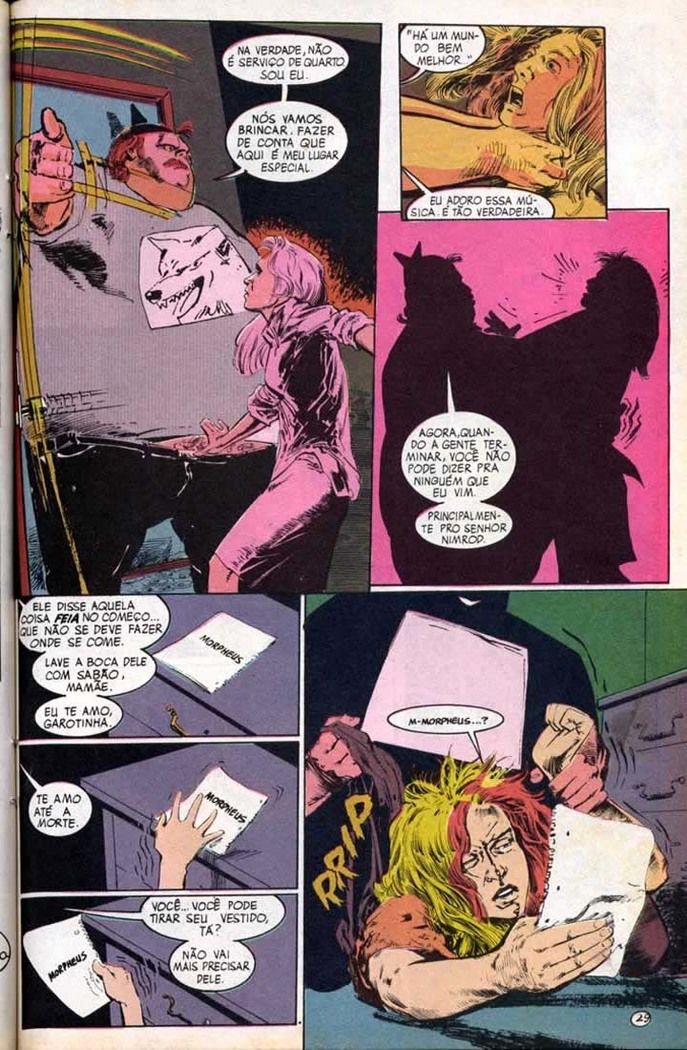 NA VERDADE, NÃO
É SERVIÇO DE QUARTO
SOU EU.
NÓS VAMOS
BRINCAR. FAZER
DE CONTA QUE
AQUI É MEU LUGAR
ESPECIAL.
"HÁ UM MUN-
DO BEM
MELHOR..."
EU ADORO ESSA MÚ-
SICA. É TÃO VERDADEIRA.
AGORA, QUAN-
DO A GENTE TER-
MINAR, VOCÊ NÃO
PODE DIZER PRA
NINGUÉM QUE
EU VIM.
PRINCIPALMEN-
TE PRO SENHOR
NIMROD.
ELE DISSE AQUELA
COISA FEIA NO COMEÇO...
QUE NÃO SE DEVE FAZER
ONDE SE COME.
LAVE A BOCA DELE
COM SABÃO,
MAMÃE.
EU TE AMO,
GAROTINHA.
MORPHEUS
TE AMO
ATÉ A
MORTE.
MORPHEUS
VOCÊ... VOCÊ PODE
TIRAR SEU VESTIDO,
TÁ?
NÃO VAI
MAIS PRECISAR
DELE.
MORPHEUS
M-MORPHEUS...?
RRIP
25